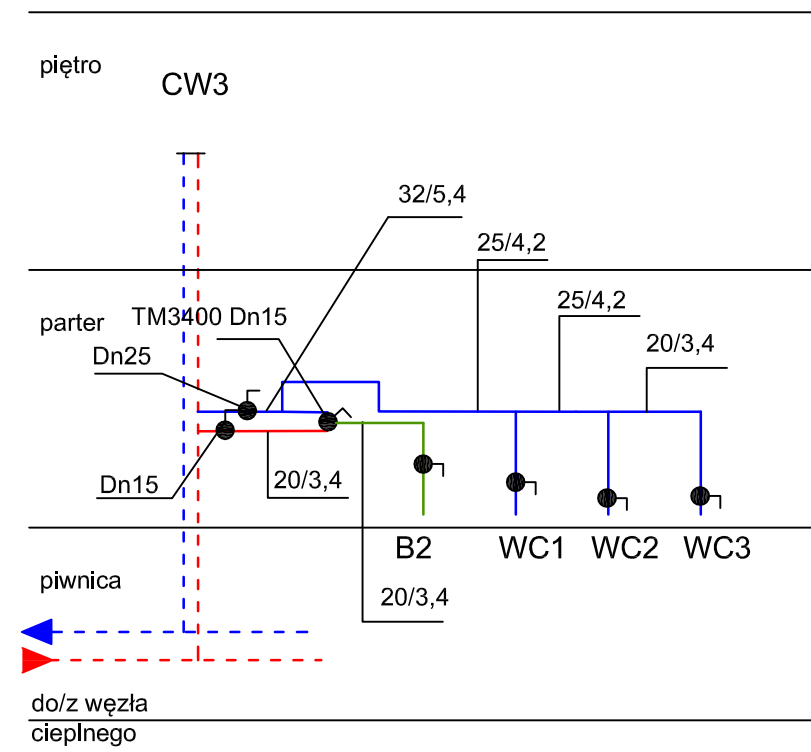 piętro
CW3
32/5,4
25/4,2
25/4,2
parter
TM3400 Dn15
20/3,4
Dn25
Dn15
20/3,4
B2
WC1
WC2
WC3
piwnica
20/3,4
do/z węzła
cieplnego